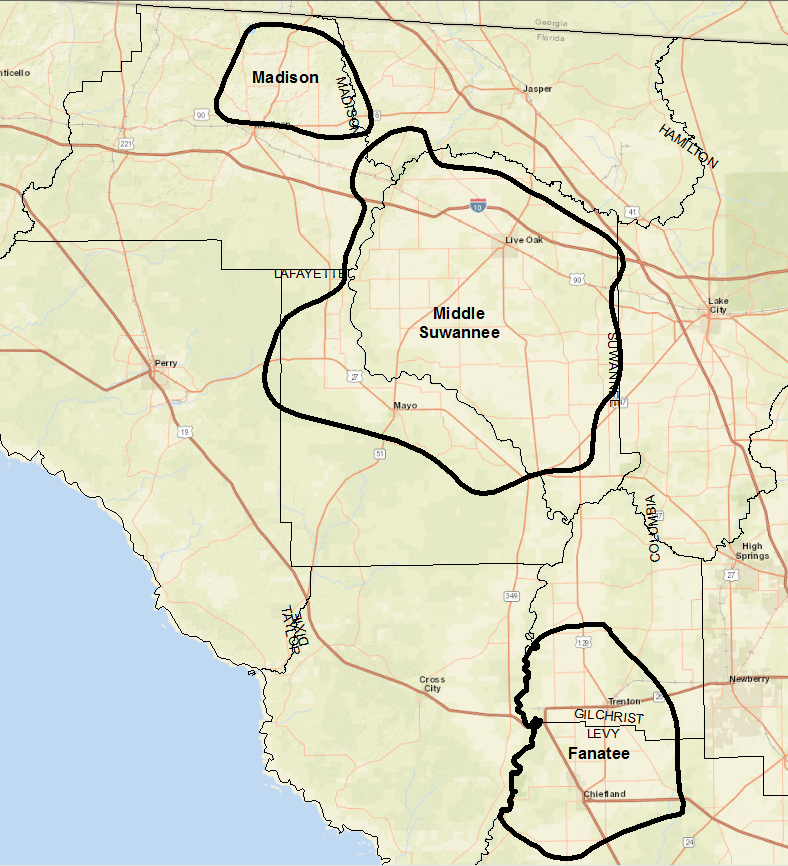 Georgia
Florida
Madison
nticello
Jasper
MADISON
90
221
HAMILTON
41
10
Live Oak
LAFAYETTE
90
Lake
City
Middle
Suwannee
SUWANNEE
Perry
27
Mayo
19
51
COLUMBIA
High
Springs
27
349
DIXIE
TAYLOR
129
Cross
City
Newberry
Trenton
GILCHRIST
LEVY
Fanatee
Chiefland
24